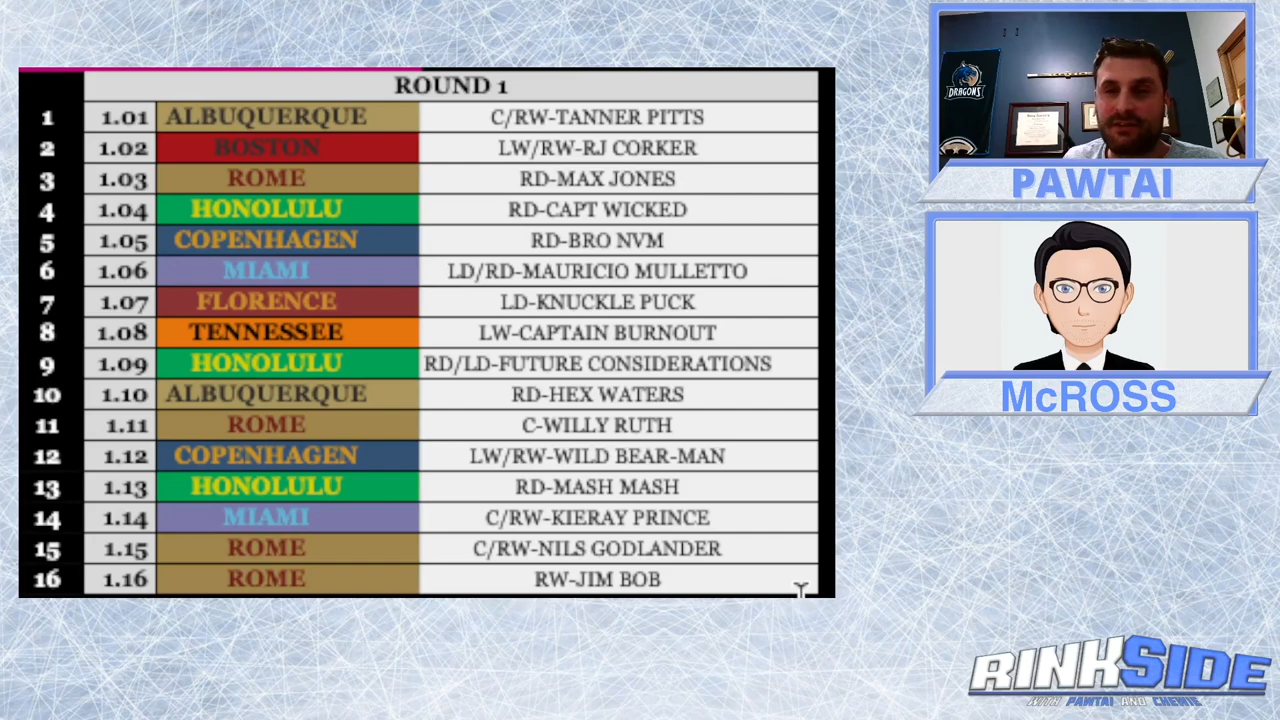 ROUND 1
1 1.01 ALBUQUERQUE C/RW-TANNER PITTS
2 1.02 BOSTON LW/RW-RJ CORKER
3 1.03 ROME RD-MAX JONES
4 1.04 HONOLULU RD-CAPT WICKED
5 1.05 COPENHAGEN RD-BRO NVM
6 1.06 MIAMI LD/RD-MAURICIO MULLETTO
7 1.07 FLORENCE LD-KNUCKLE PUCK
8 1.08 TENNESSEE LW-CAPTAIN BURNOUT
9 1.09 HONOLULU RD/LD-FUTURE CONSIDERATIONS
10 1.10 ALBUQUERQUE RD-HEX WATERS
11 1.11 ROME C-WILLY RUTH
12 1.12 COPENHAGEN LW/RW-WILD BEAR-MAN
13 1.13 HONOLULU RD-MASH MASH
14 1.14 MIAMI C/RW-KIERAY PRINCE
15 1.15 ROME C/RW-NILS GODLANDER
16 1.16 ROME RW-JIM BOB
DRAGONS
PAWTAI
McROSS
RINKSIDE
WITH PAWTAI AND CHEWIE